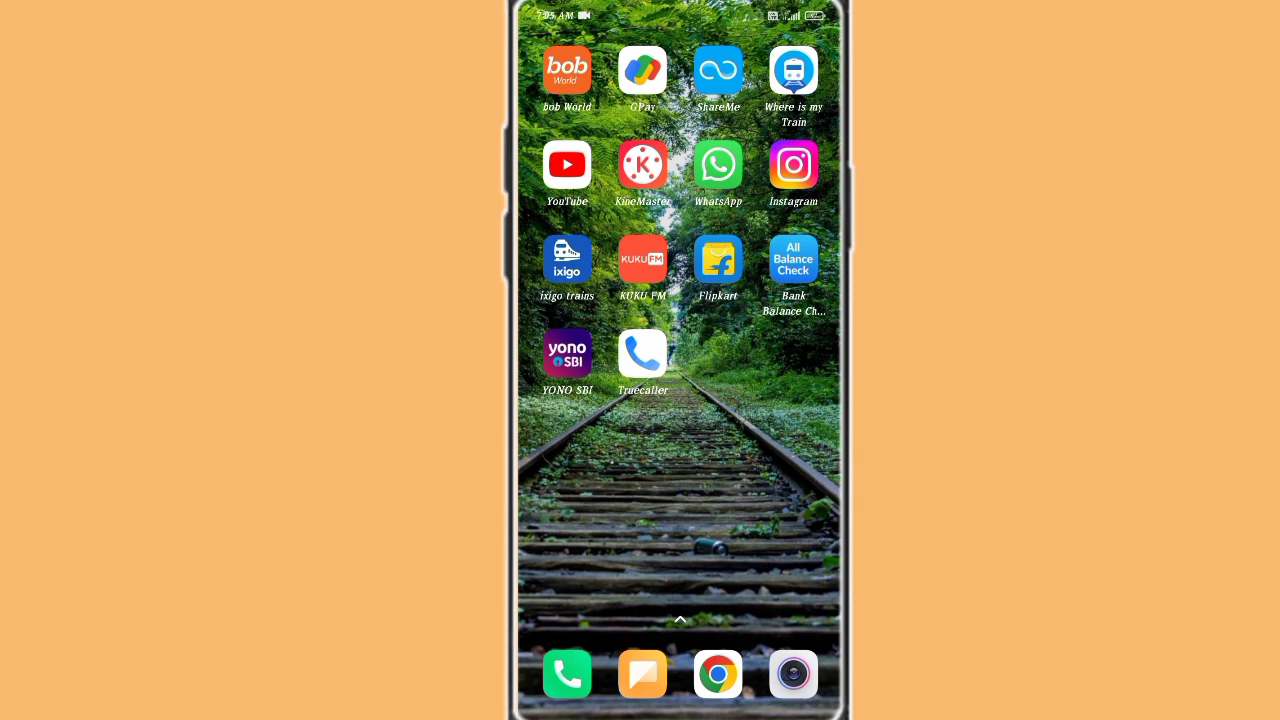 7:05 AM
bob
World
bob World
GPay
ShareMe
Where is my
Train
YouTube
K
KineMaster
WhatsApp
Instagram
ixigo
ixigo trains
KUKU FM
KUKU FM
Flipkart
All
Balance
Check
Bank
Balance Ch...
yono
SBI
YONO SBI
Truecaller